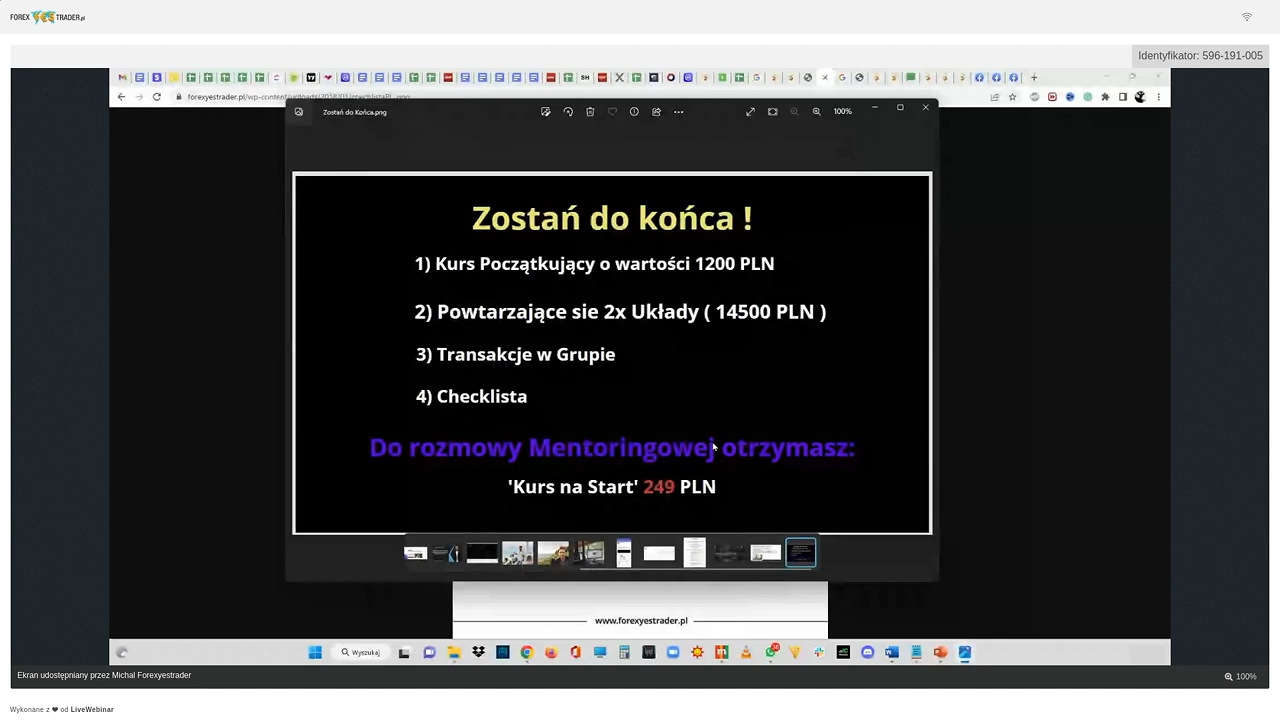 FOREX YES TRADER.pl
Identyfikator: 596-191-005
Zostań do Końca.png
100%
Zostań do końca !
1) Kurs Początkujący o wartości 1200 PLN
2) Powtarzające sie 2x Układy ( 14500 PLN )
3) Transakcje w Grupie
4) Checklista
Do rozmowy Mentoringowej otrzymasz:
'Kurs na Start' 249 PLN
www.forexyestrader.pl
Wyszukaj
Ekran udostępniany przez Michal Forexyestrader
100%
Wykonane z ❤ od LiveWebinar